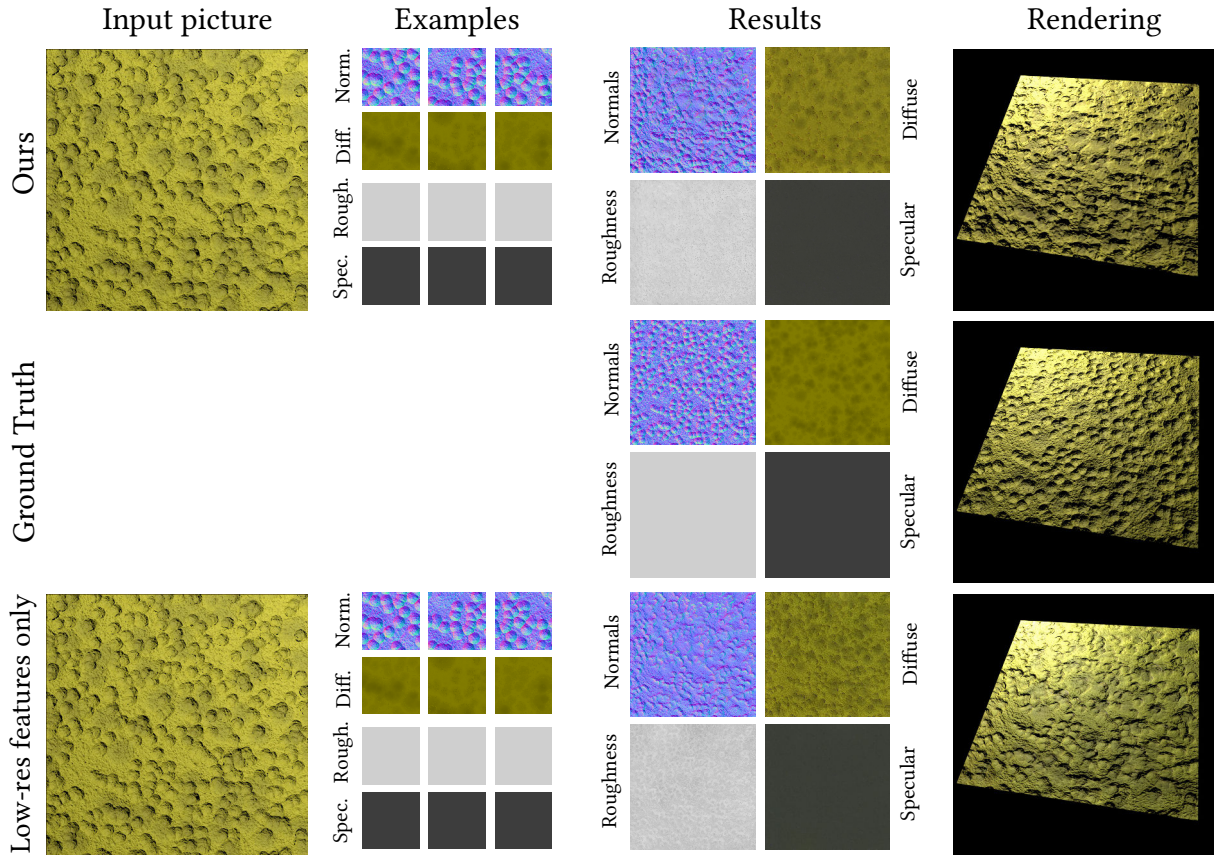 Input picture
Examples
Results
Rendering
Ours
Norm.
Diff.
Rough.
Spec.
Normals
Diffuse
Roughness
Specular
Ground Truth
Normals
Diffuse
Roughness
Specular
Low-res features only
Norm.
Diff.
Rough.
Spec.
Normals
Diffuse
Roughness
Specular